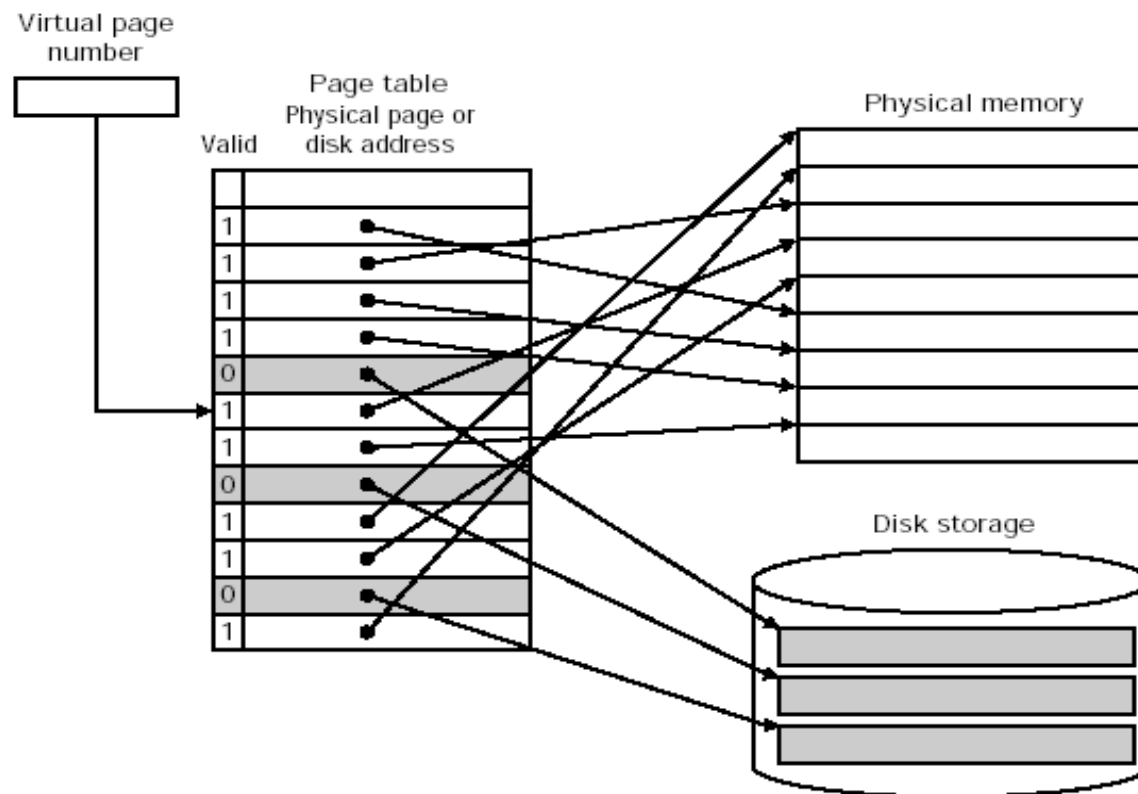 Virtual page
number
Page table
Physical page or
disk address
Valid
Physical memory
1
1
1
1
0
1
1
0
1
1
0
1
Disk storage